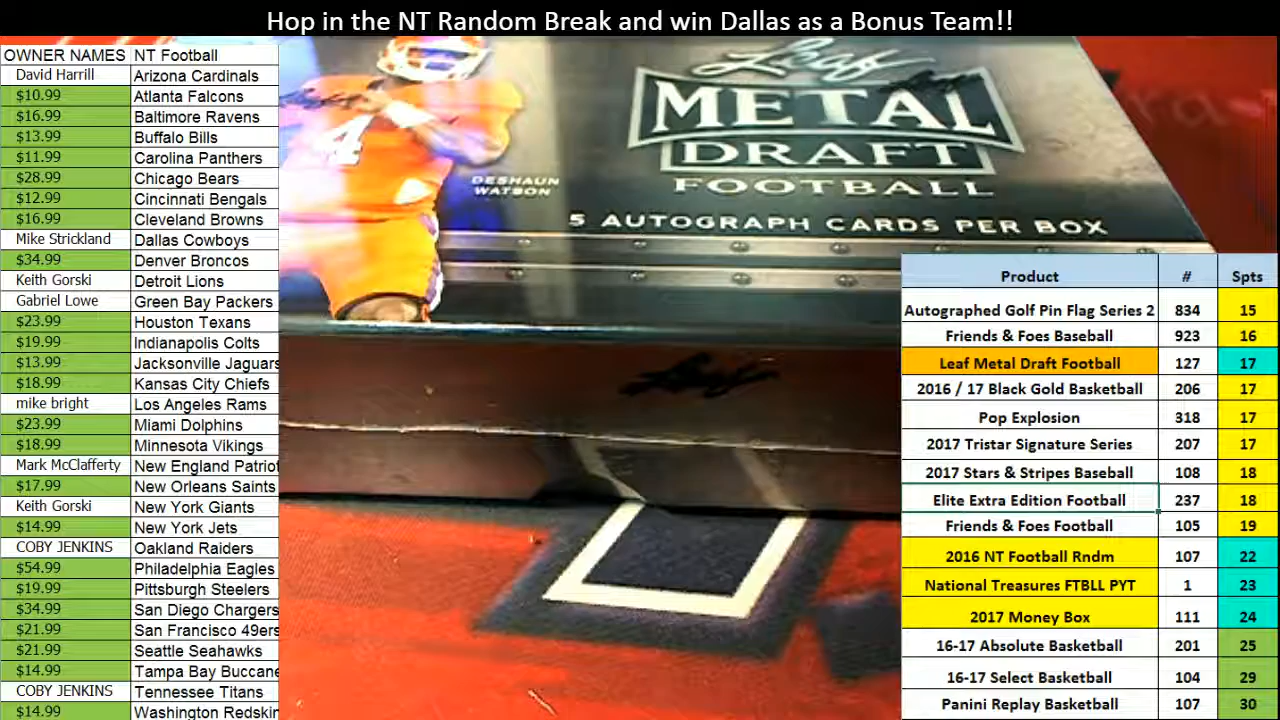 Hop in the NT Random Break and win Dallas as a Bonus Team!!
OWNER NAMES NT Football
David Harrill Arizona Cardinals
$10.99 Atlanta Falcons
$16.99 Baltimore Ravens
$13.99 Buffalo Bills
$11.99 Carolina Panthers
$28.99 Chicago Bears
$12.99 Cincinnati Bengals
$16.99 Cleveland Browns
Mike Strickland Dallas Cowboys
$34.99 Denver Broncos
Keith Gorski Detroit Lions
Gabriel Lowe Green Bay Packers
$23.99 Houston Texans
$19.99 Indianapolis Colts
$13.99 Jacksonville Jaguars
$18.99 Kansas City Chiefs
mike bright Los Angeles Rams
$23.99 Miami Dolphins
$18.99 Minnesota Vikings
Mark McClafferty New England Patriot
$17.99 New Orleans Saints
Keith Gorski New York Giants
$14.99 New York Jets
COBY JENKINS Oakland Raiders
$54.99 Philadelphia Eagles
$19.99 Pittsburgh Steelers
$34.99 San Diego Chargers
$21.99 San Francisco 49ers
$21.99 Seattle Seahawks
$14.99 Tampa Bay Buccane
COBY JENKINS Tennessee Titans
$14.99 Washington Redskin
Leaf
METAL
DRAFT
FOOTBALL
DESHAUN
WATSON
5 AUTOGRAPH CARDS PER BOX
4
Product # Spts
Autographed Golf Pin Flag Series 2 834 15
Friends & Foes Baseball 923 16
Leaf Metal Draft Football 127 17
2016 / 17 Black Gold Basketball 206 17
Pop Explosion 318 17
2017 Tristar Signature Series 207 17
2017 Stars & Stripes Baseball 108 18
Elite Extra Edition Football 237 18
Friends & Foes Football 105 19
2016 NT Football Rndm 107 22
National Treasures FTBLL PYT 1 23
2017 Money Box 111 24
16-17 Absolute Basketball 201 25
16-17 Select Basketball 104 29
Panini Replay Basketball 107 30